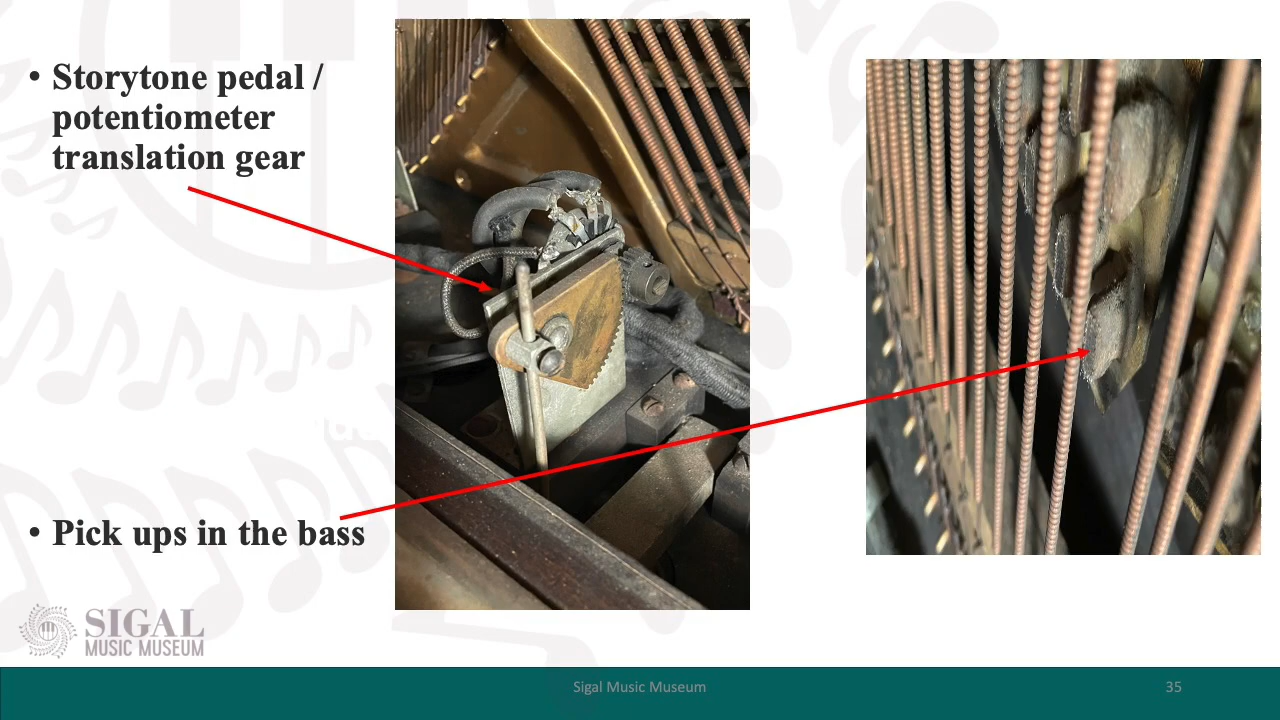 • Storytone pedal /
potentiometer
translation gear
• Pick ups in the bass
SIGAL
MUSIC MUSEUM
Sigal Music Museum
35